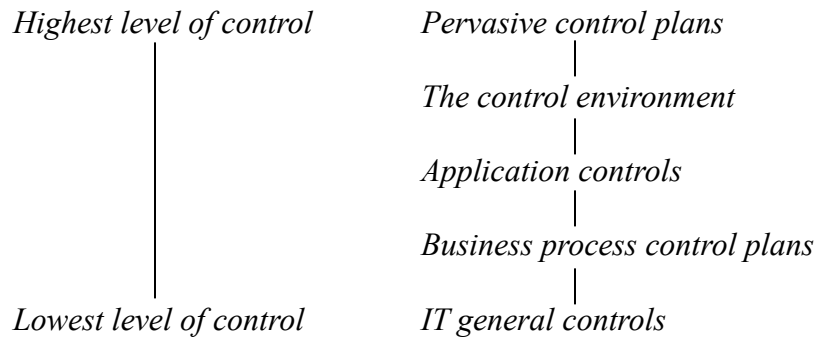 Highest level of control Pervasive control plans
The control environment
Application controls
Business process control plans
Lowest level of control IT general controls